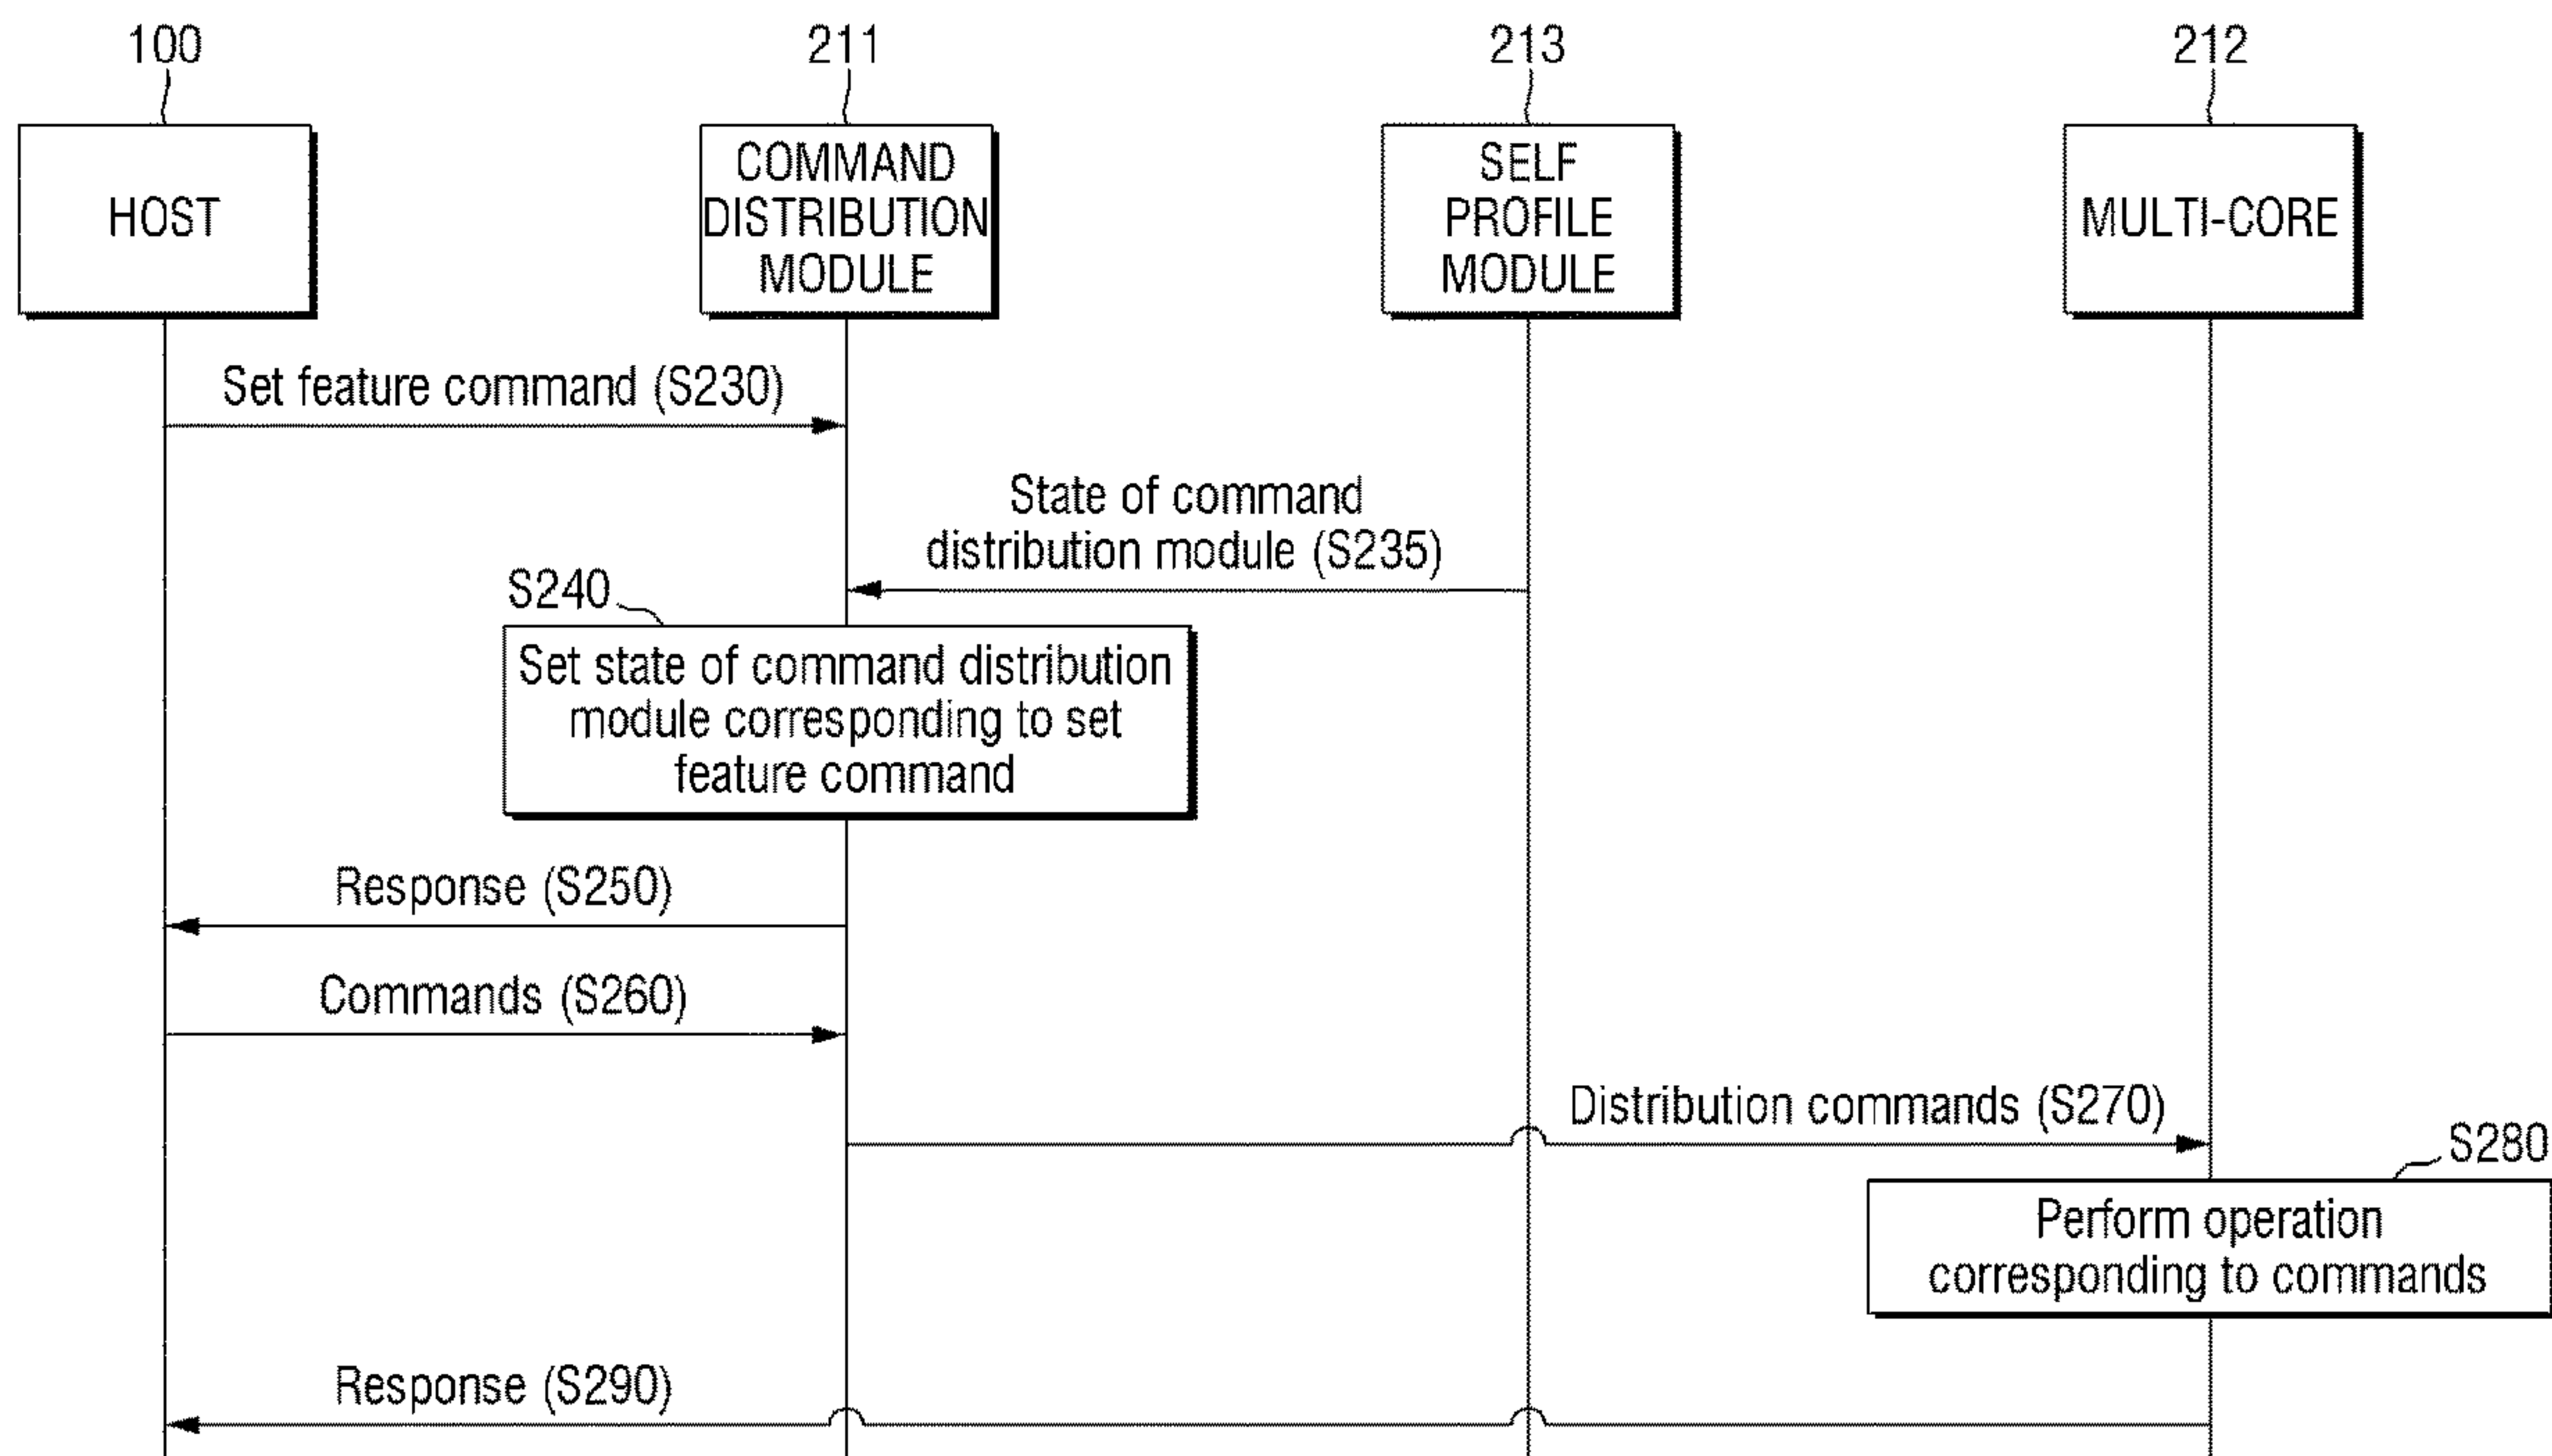 100
211
213
212
HOST
COMMAND
DISTRIBUTION
MODULE
SELF
PROFILE
MODULE
MULTI-CORE
Set feature command (S230)
State of command
distribution module (S235)
S240
Set state of command distribution
module corresponding to set
feature command
Response (S250)
Commands (S260)
Distribution commands (S270)
S280
Perform operation
corresponding to commands
Response (S290)